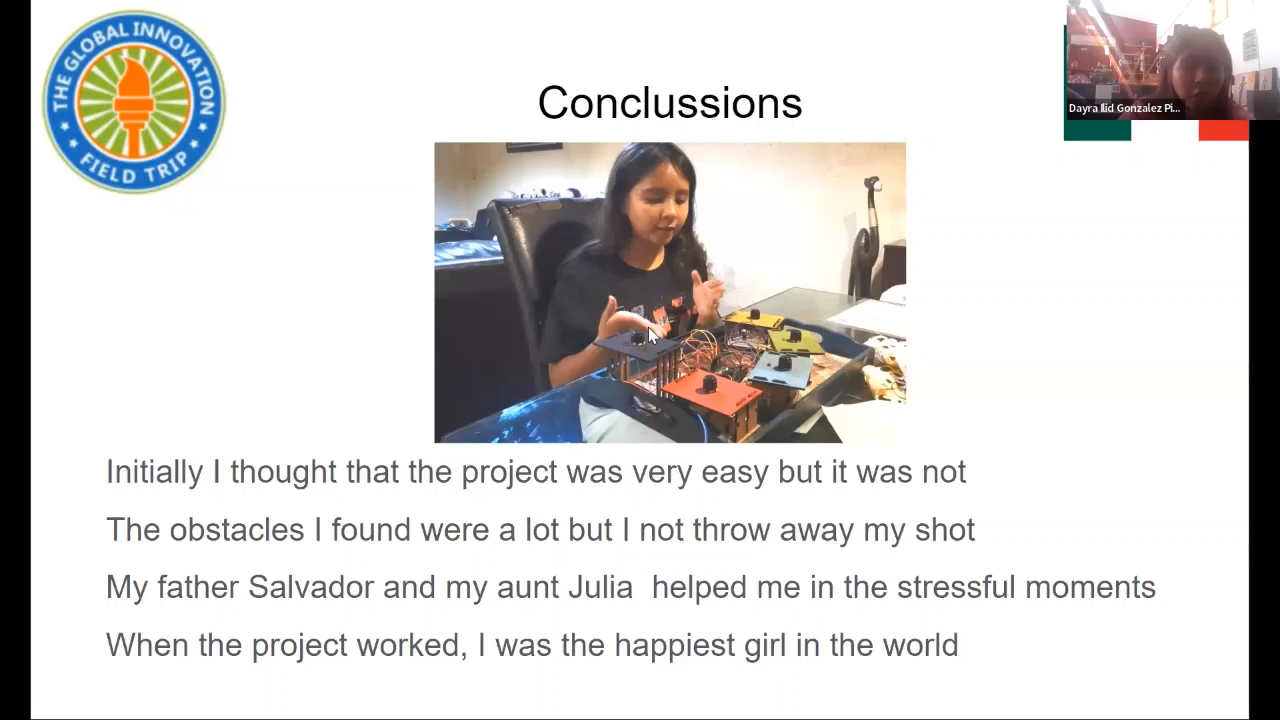 THE GLOBAL INNOVATION
FIELD TRIP
Conclussions
Dayra Ilid Gonzalez Pi...
Initially I thought that the project was very easy but it was not
The obstacles I found were a lot but I not throw away my shot
My father Salvador and my aunt Julia helped me in the stressful moments
When the project worked, I was the happiest girl in the world